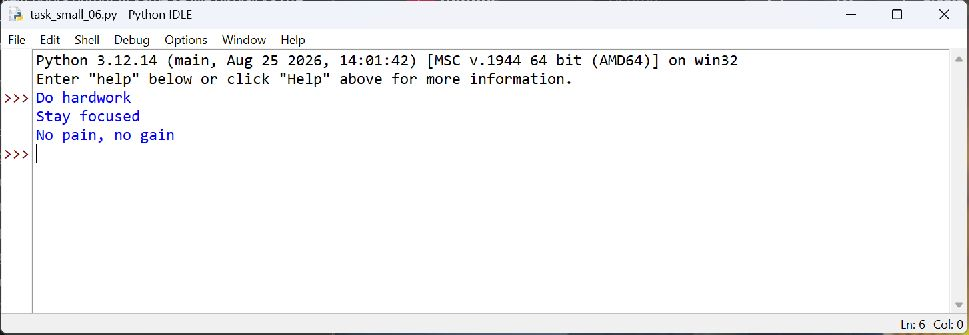 task_small_06.py - Python IDLE
File Edit Shell Debug Options Window Help
Python 3.12.14 (main, Aug 25 2026, 14:01:42) [MSC v.1944 64 bit (AMD64)] on win32
Enter "help" below or click "Help" above for more information.
>>> Do hardwork
Stay focused
No pain, no gain
>>>
Ln: 6 Col: 0